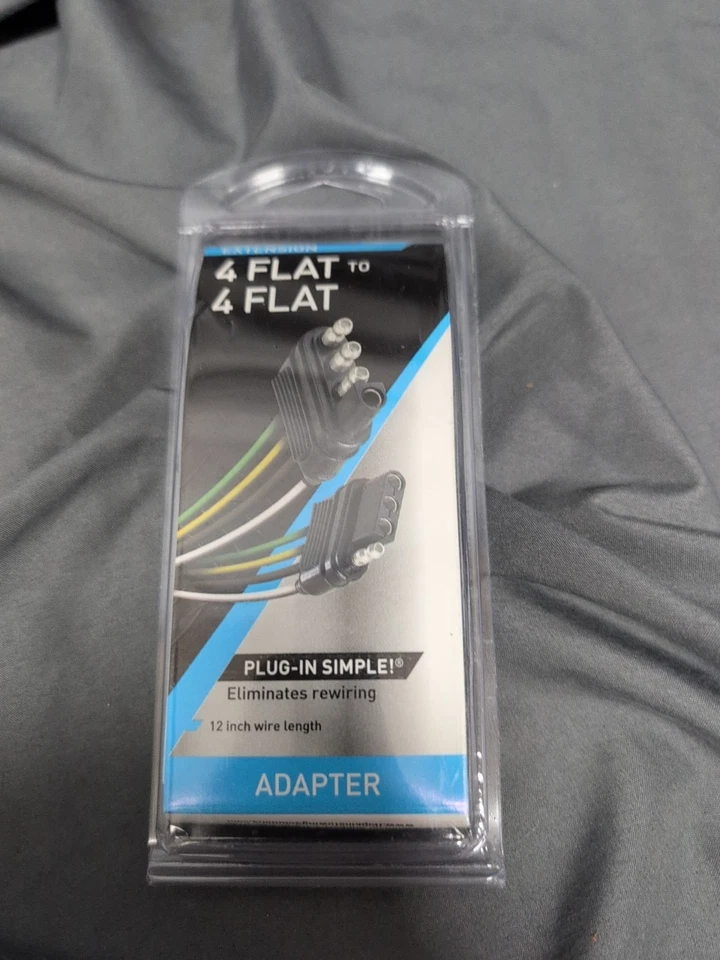 EXTENSION
4 FLAT TO
4 FLAT
PLUG-IN SIMPLE!®
Eliminates rewiring
12 inch wire length
ADAPTER